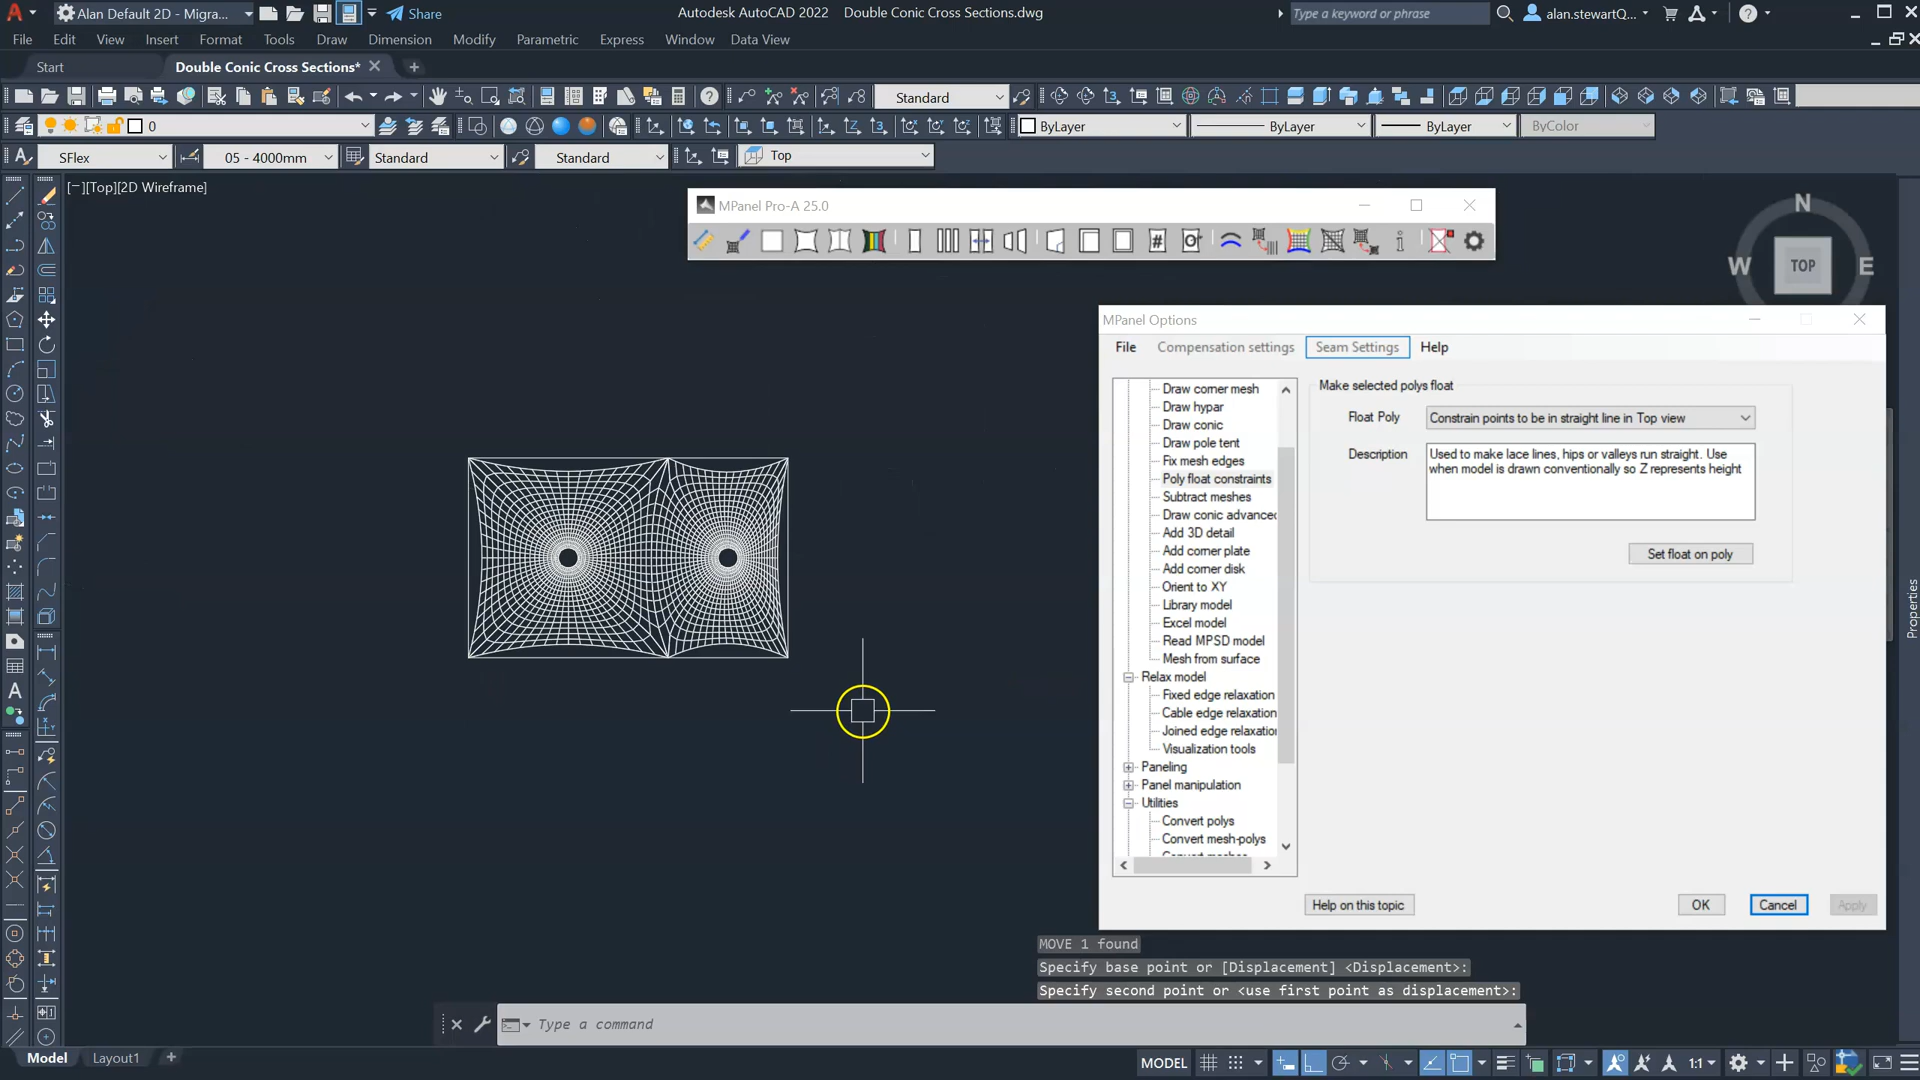 Alan Default 2D - Migra... Share Autodesk AutoCAD 2022 Double Conic Cross Sections.dwg Type a keyword or phrase alan.stewartQ...
File Edit View Insert Format Tools Draw Dimension Modify Parametric Express Window Data View
Start Double Conic Cross Sections*
Standard
0 ByLayer ByLayer ByLayer ByColor
SFlex 05 - 4000mm Standard Standard Top
[−][Top][2D Wireframe]
MPanel Pro-A 25.0
N
W TOP E
MPanel Options
File Compensation settings Seam Settings Help
Draw corner mesh
Draw hypar
Draw conic
Draw pole tent
Fix mesh edges
Poly float constraints
Subtract meshes
Draw conic advanced
Add 3D detail
Add corner plate
Add corner disk
Orient to XY
Library model
Excel model
Read MPSD model
Mesh from surface
Relax model
Fixed edge relaxation
Cable edge relaxation
Joined edge relaxatio
Visualization tools
Paneling
Panel manipulation
Utilities
Convert polys
Convert mesh-polys
Make selected polys float
Float Poly Constrain points to be in straight line in Top view
Description Used to make lace lines, hips or valleys run straight. Use
when model is drawn conventionally so Z represents height
Set float on poly
Help on this topic OK Cancel Apply
Properties
MOVE 1 found
Specify base point or [Displacement] <Displacement>:
Specify second point or <use first point as displacement>:
Type a command
Model Layout1 MODEL 1:1